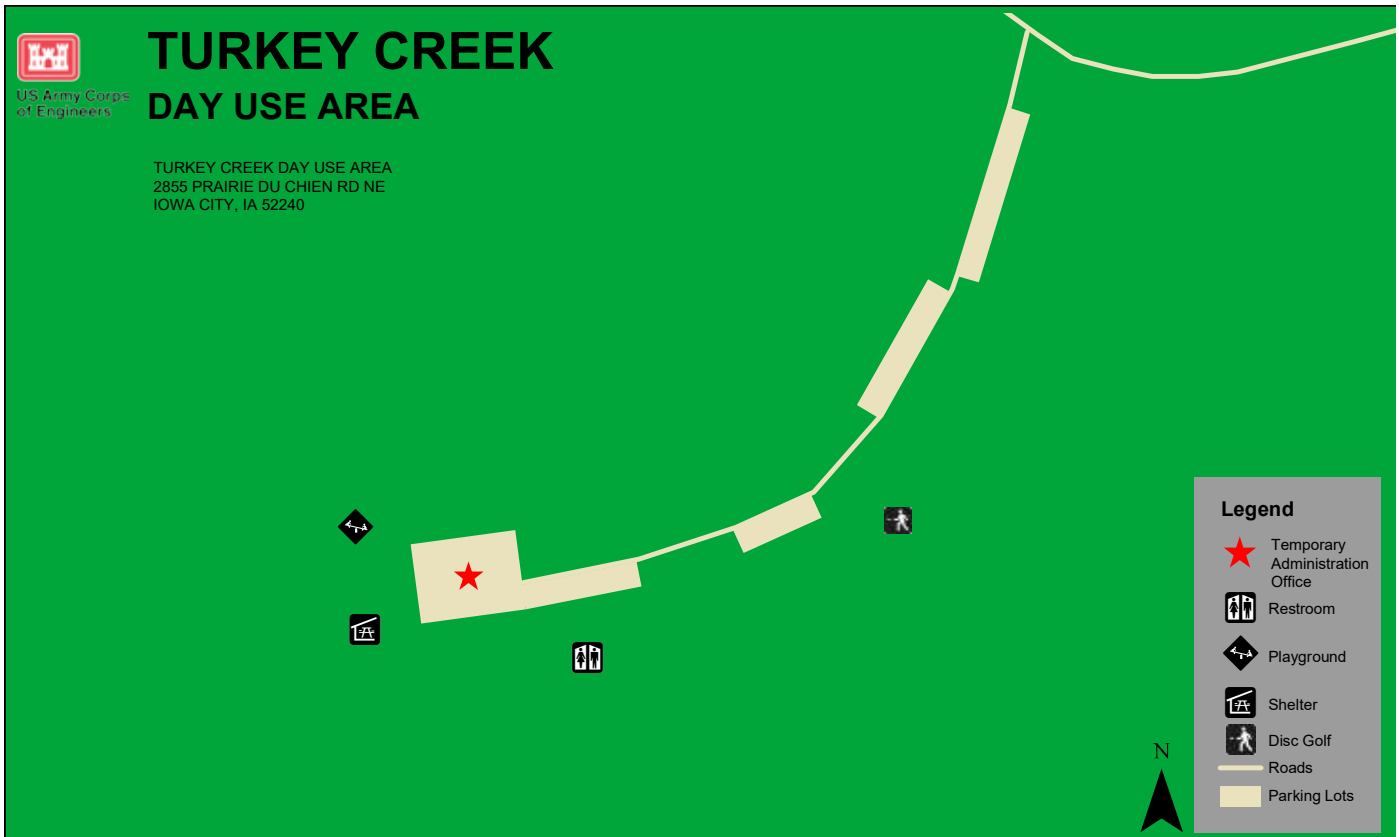 TURKEY CREEK
DAY USE AREA
US Army Corps
of Engineers
TURKEY CREEK DAY USE AREA
2855 PRAIRIE DU CHIEN RD NE
IOWA CITY, IA 52240
Legend
Temporary
Administration
Office
Restroom
Playground
Shelter
Disc Golf
Roads
Parking Lots
N